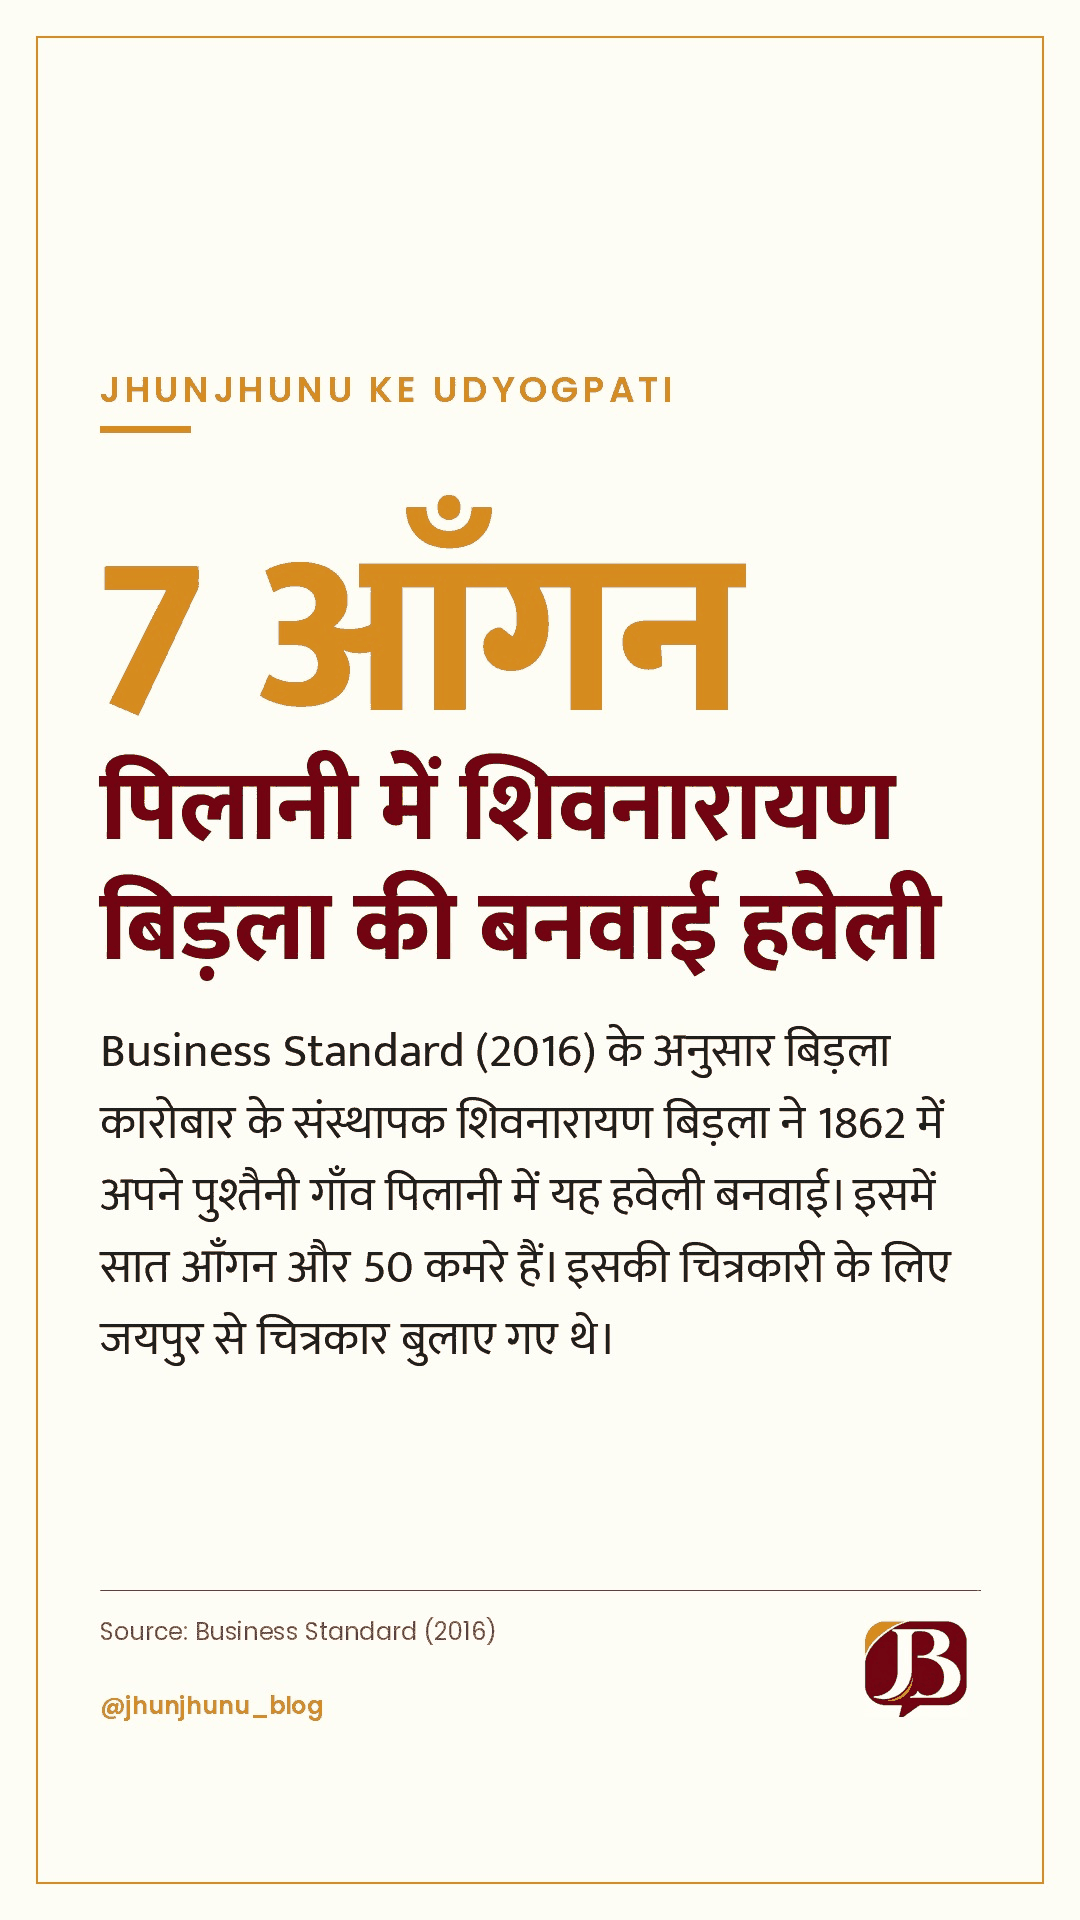 JHUNJHUNU KE UDYOGPATI
7 आँगन
पिलानी में शिवनारायण
बिड़ला की बनवाई हवेली
Business Standard (2016) के अनुसार बिड़ला
कारोबार के संस्थापक शिवनारायण बिड़ला ने 1862 में
अपने पुश्तैनी गाँव पिलानी में यह हवेली बनवाई। इसमें
सात आँगन और 50 कमरे हैं। इसकी चित्रकारी के लिए
जयपुर से चित्रकार बुलाए गए थे।
Source: Business Standard (2016)
JB
@jhunjhunu_blog